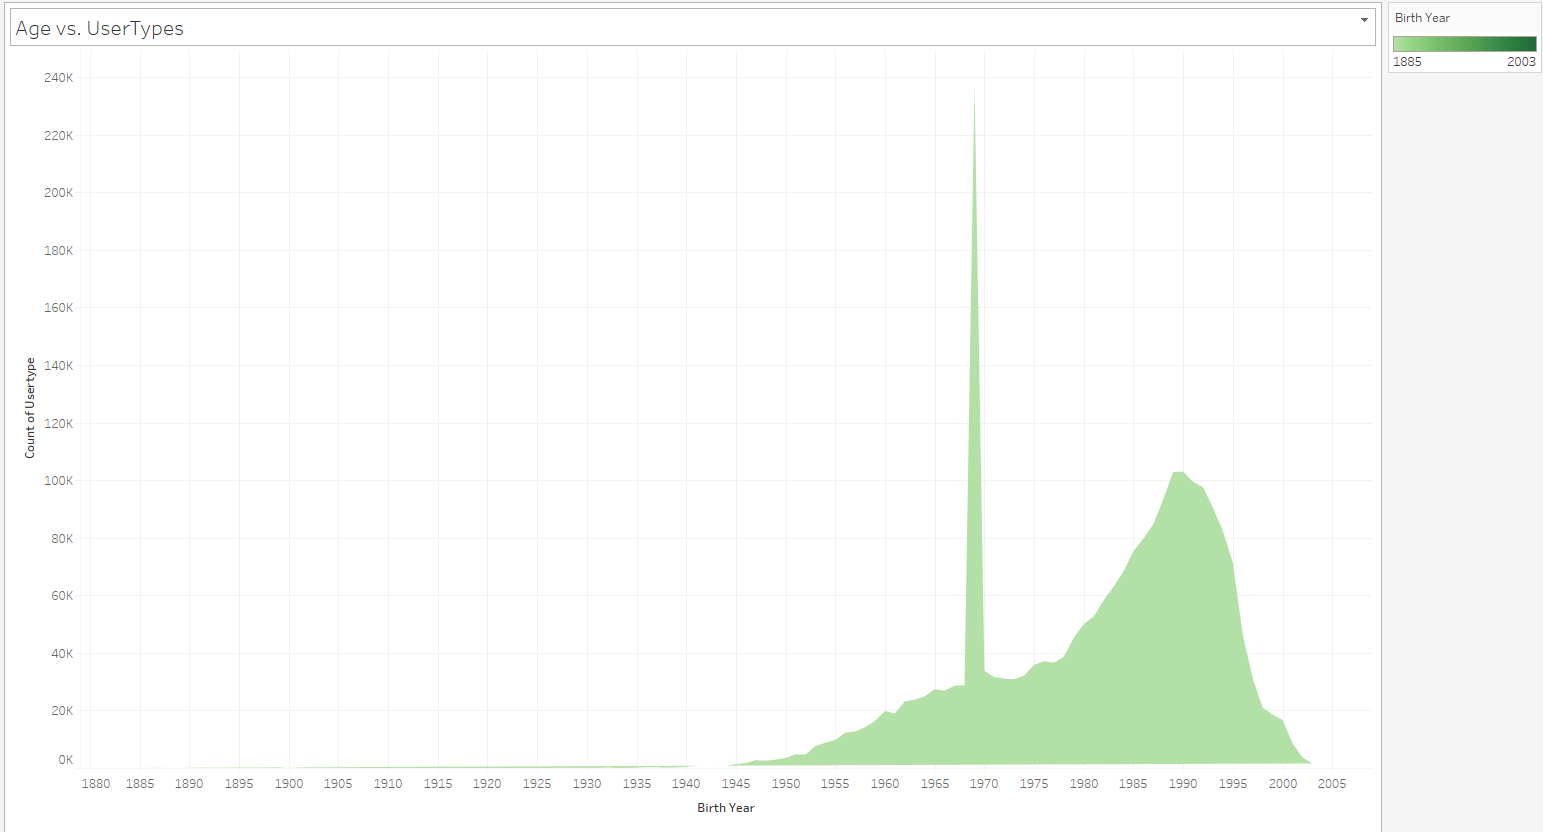 Age vs. UserTypes
Birth Year
1885 2003
240K
220K
200K
180K
160K
140K
120K
100K
80K
60K
40K
20K
0K
Count of Usertype
1880 1885 1890 1895 1900 1905 1910 1915 1920 1925 1930 1935 1940 1945 1950 1955 1960 1965 1970 1975 1980 1985 1990 1995 2000 2005
Birth Year